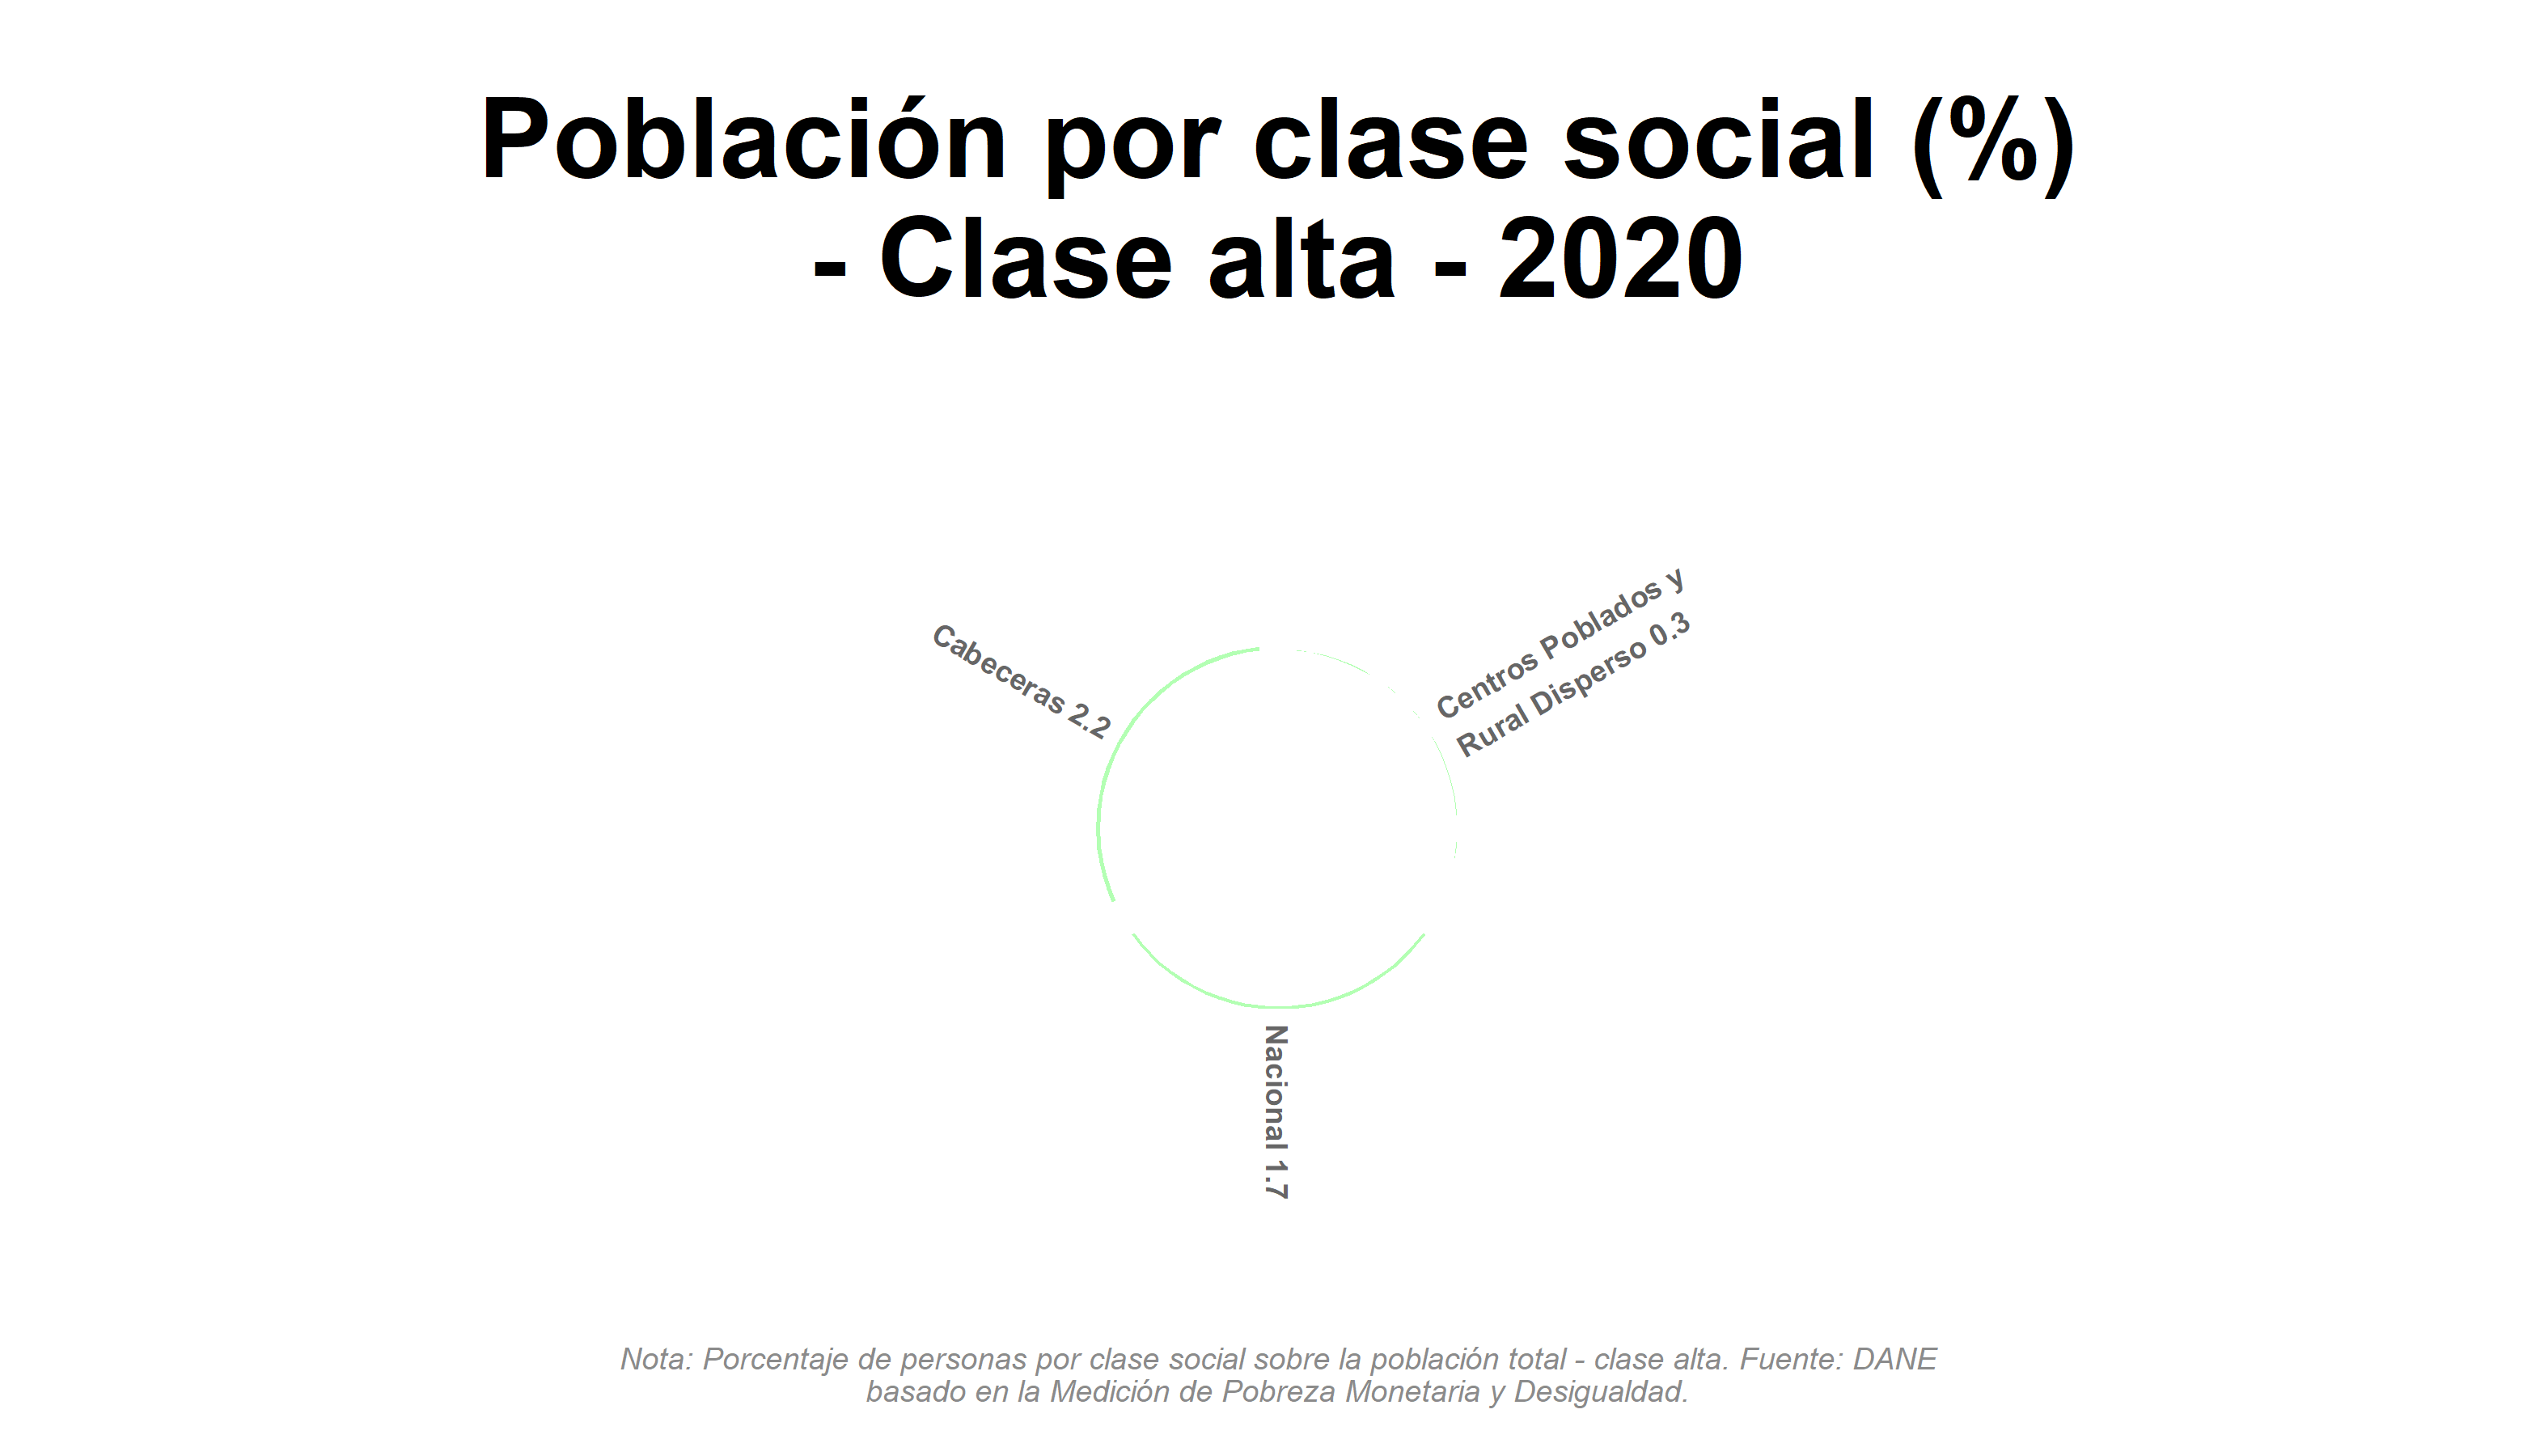 Población por clase social (%)
- Clase alta - 2020
Cabeceras 2.2
Centros Poblados y
Rural Disperso 0.3
Nacional 1.7
Nota: Porcentaje de personas por clase social sobre la población total - clase alta. Fuente: DANE
basado en la Medición de Pobreza Monetaria y Desigualdad.